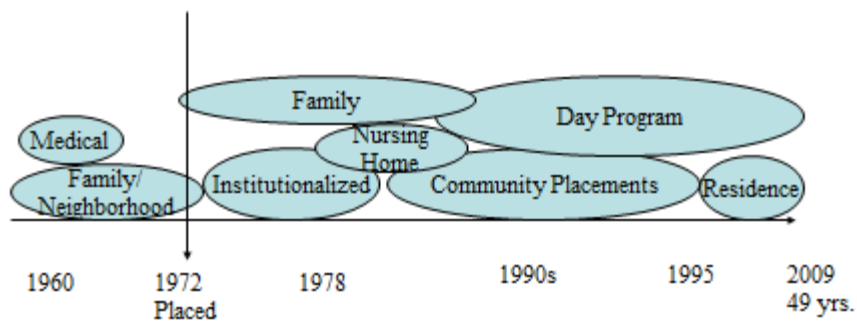 Family
Day Program
Medical
Nursing
Home
Family/
Neighborhood
Institutionalized
Community Placements
Residence
1960
1972
Placed
1978
1990s
1995
2009
49 yrs.